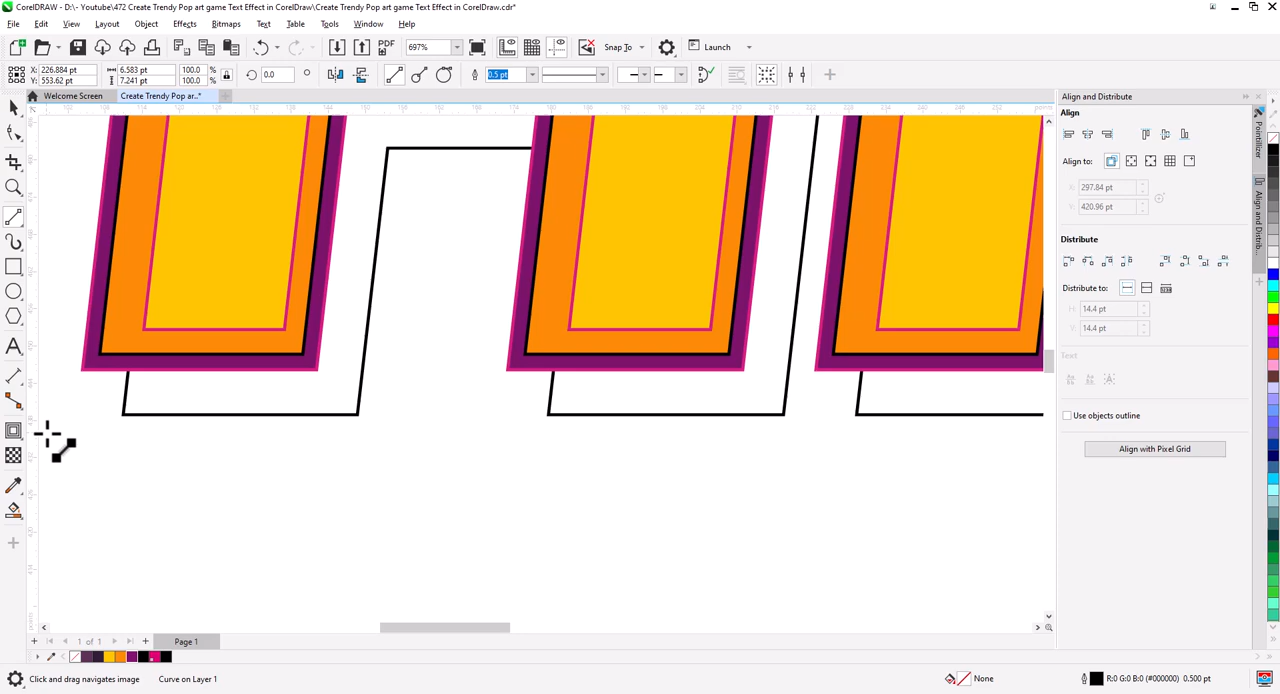 CorelDRAW - D:\- Youtube\472 Create Trendy Pop art game Text Effect in CorelDraw\Create Trendy Pop art game Text Effect in CorelDraw.cdr*
File Edit View Layout Object Effects Bitmaps Text Table Tools Window Help
PDF 697% Snap To Launch
X: 226.884 pt 6.583 pt 100.0 % 0.0 0.5 pt
Y: 553.62 pt 7.241 pt 100.0 %
Welcome Screen Create Trendy Pop ar...*
Align and Distribute
Align
Align to:
X: 297.84 pt
Y: 420.96 pt
Distribute
Distribute to:
H: 14.4 pt
V: 14.4 pt
Text
Use objects outline
Align with Pixel Grid
Pointillizer
Align and Distrib...
1 of 1 Page 1
Click and drag navigates image Curve on Layer 1 None R:0 G:0 B:0 (#000000) 0.500 pt